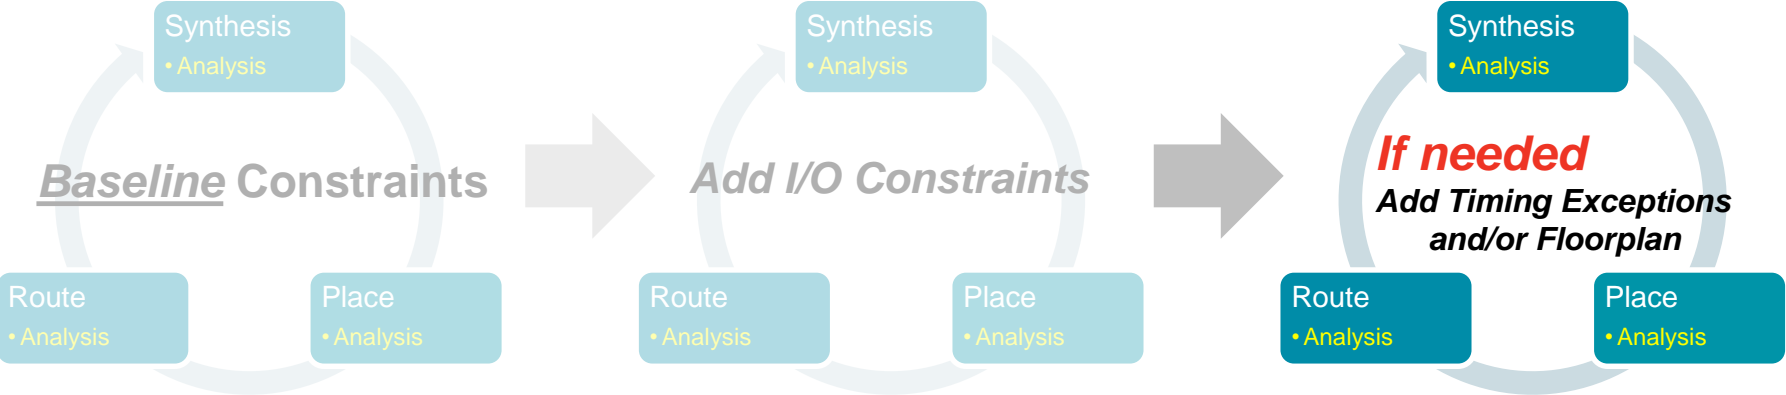 Synthesis
• Analysis
Baseline Constraints
Route
• Analysis
Place
• Analysis
Synthesis
• Analysis
Add I/O Constraints
Route
• Analysis
Place
• Analysis
Synthesis
• Analysis
If needed
Add Timing Exceptions
and/or Floorplan
Route
• Analysis
Place
• Analysis